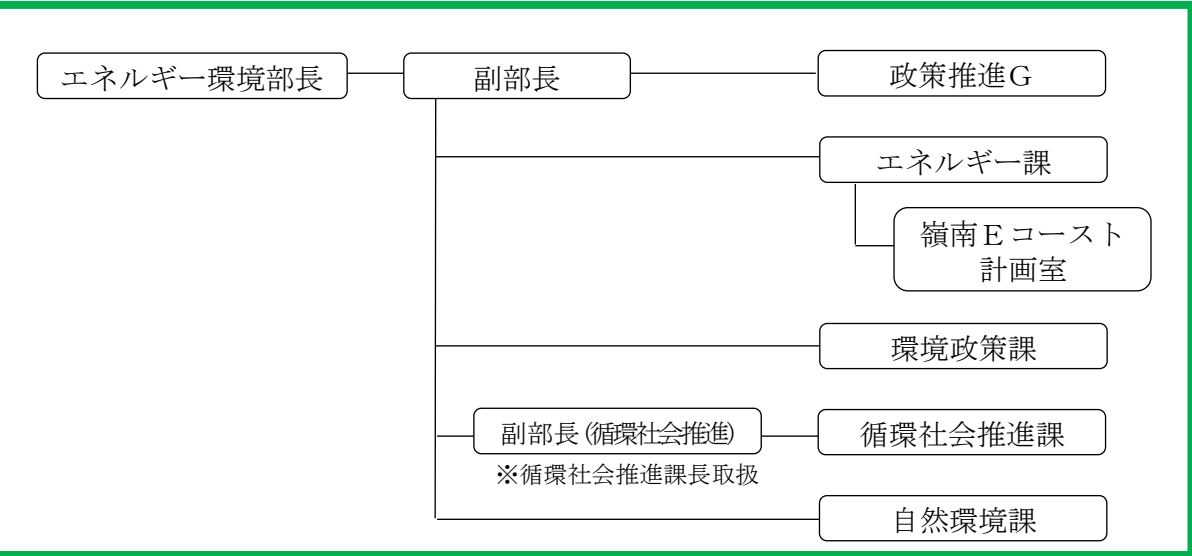 エネルギー環境部長
副部長
政策推進G
エネルギー課
嶺南Eコースト
計画室
環境政策課
副部長(循環社会推進)
循環社会推進課
※循環社会推進課長取扱
自然環境課